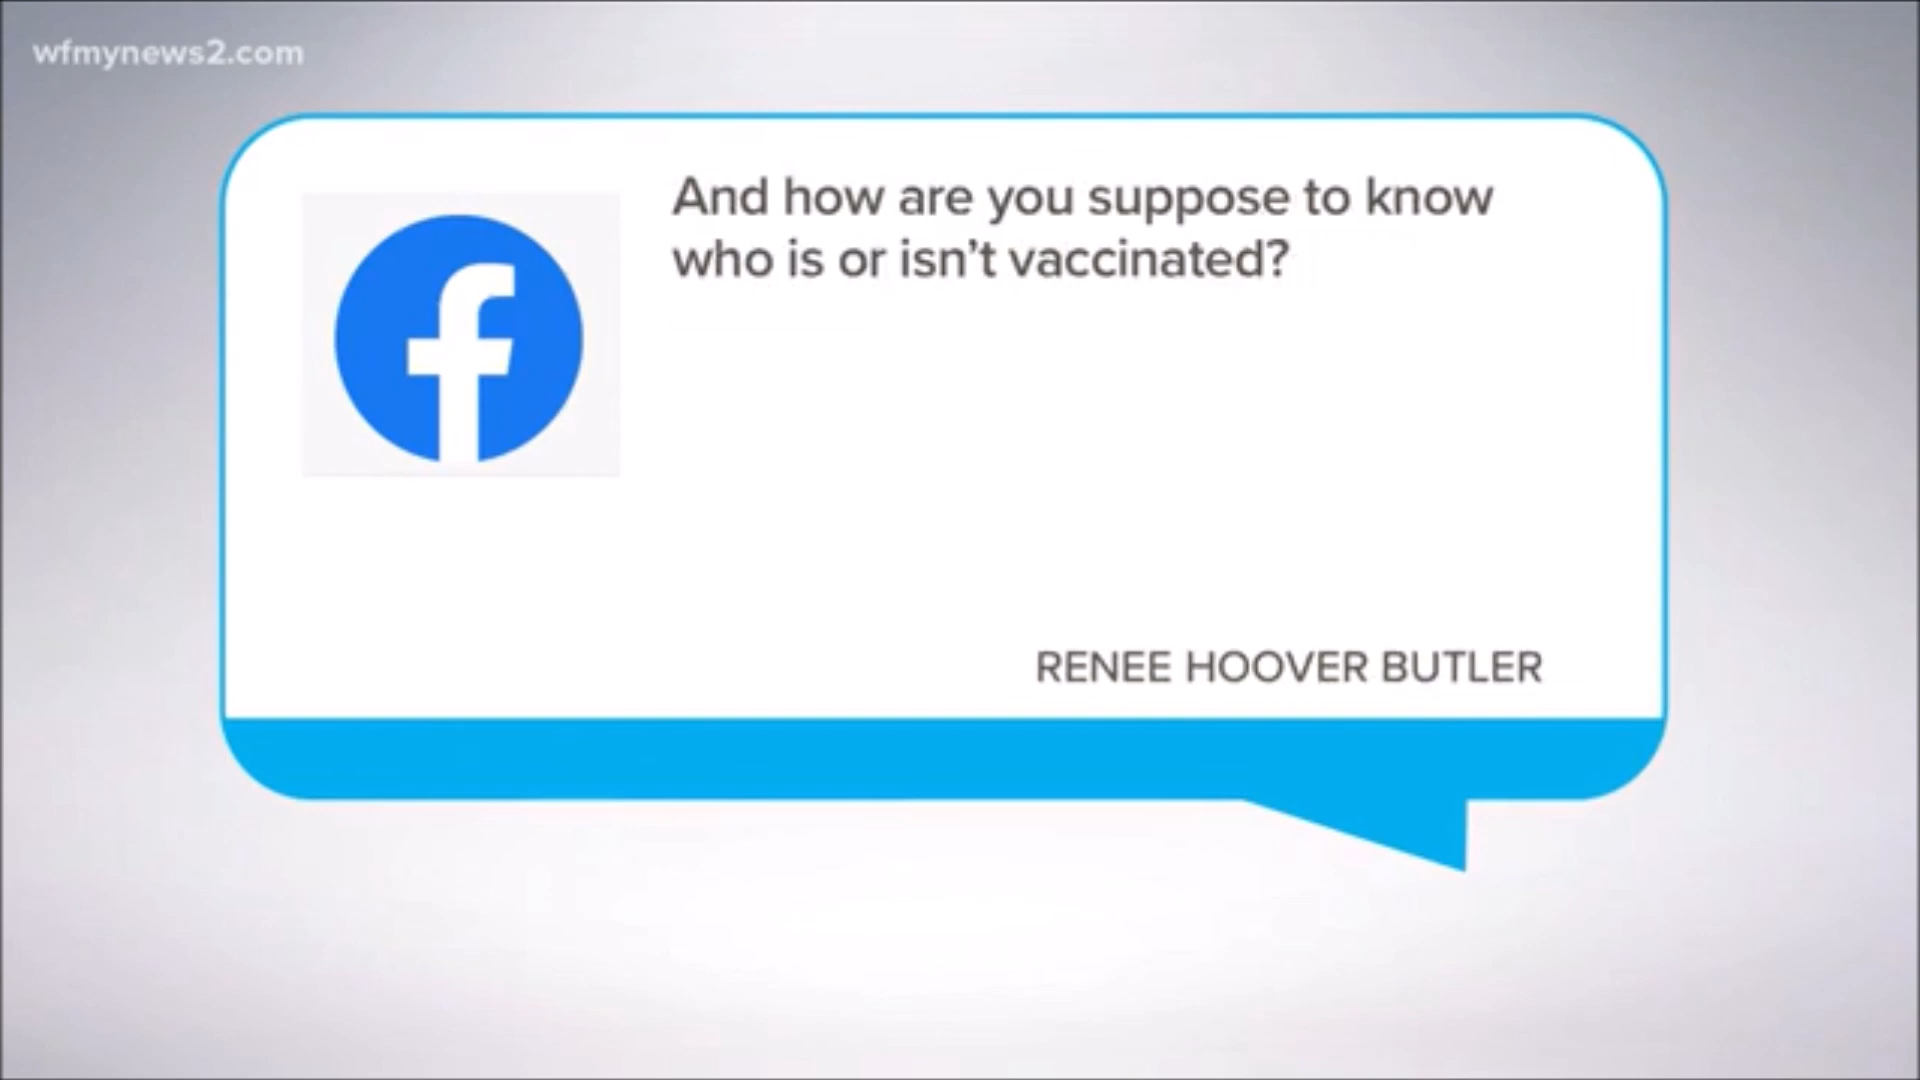 wfmynews2.com
And how are you suppose to know
who is or isn't vaccinated?
RENEE HOOVER BUTLER